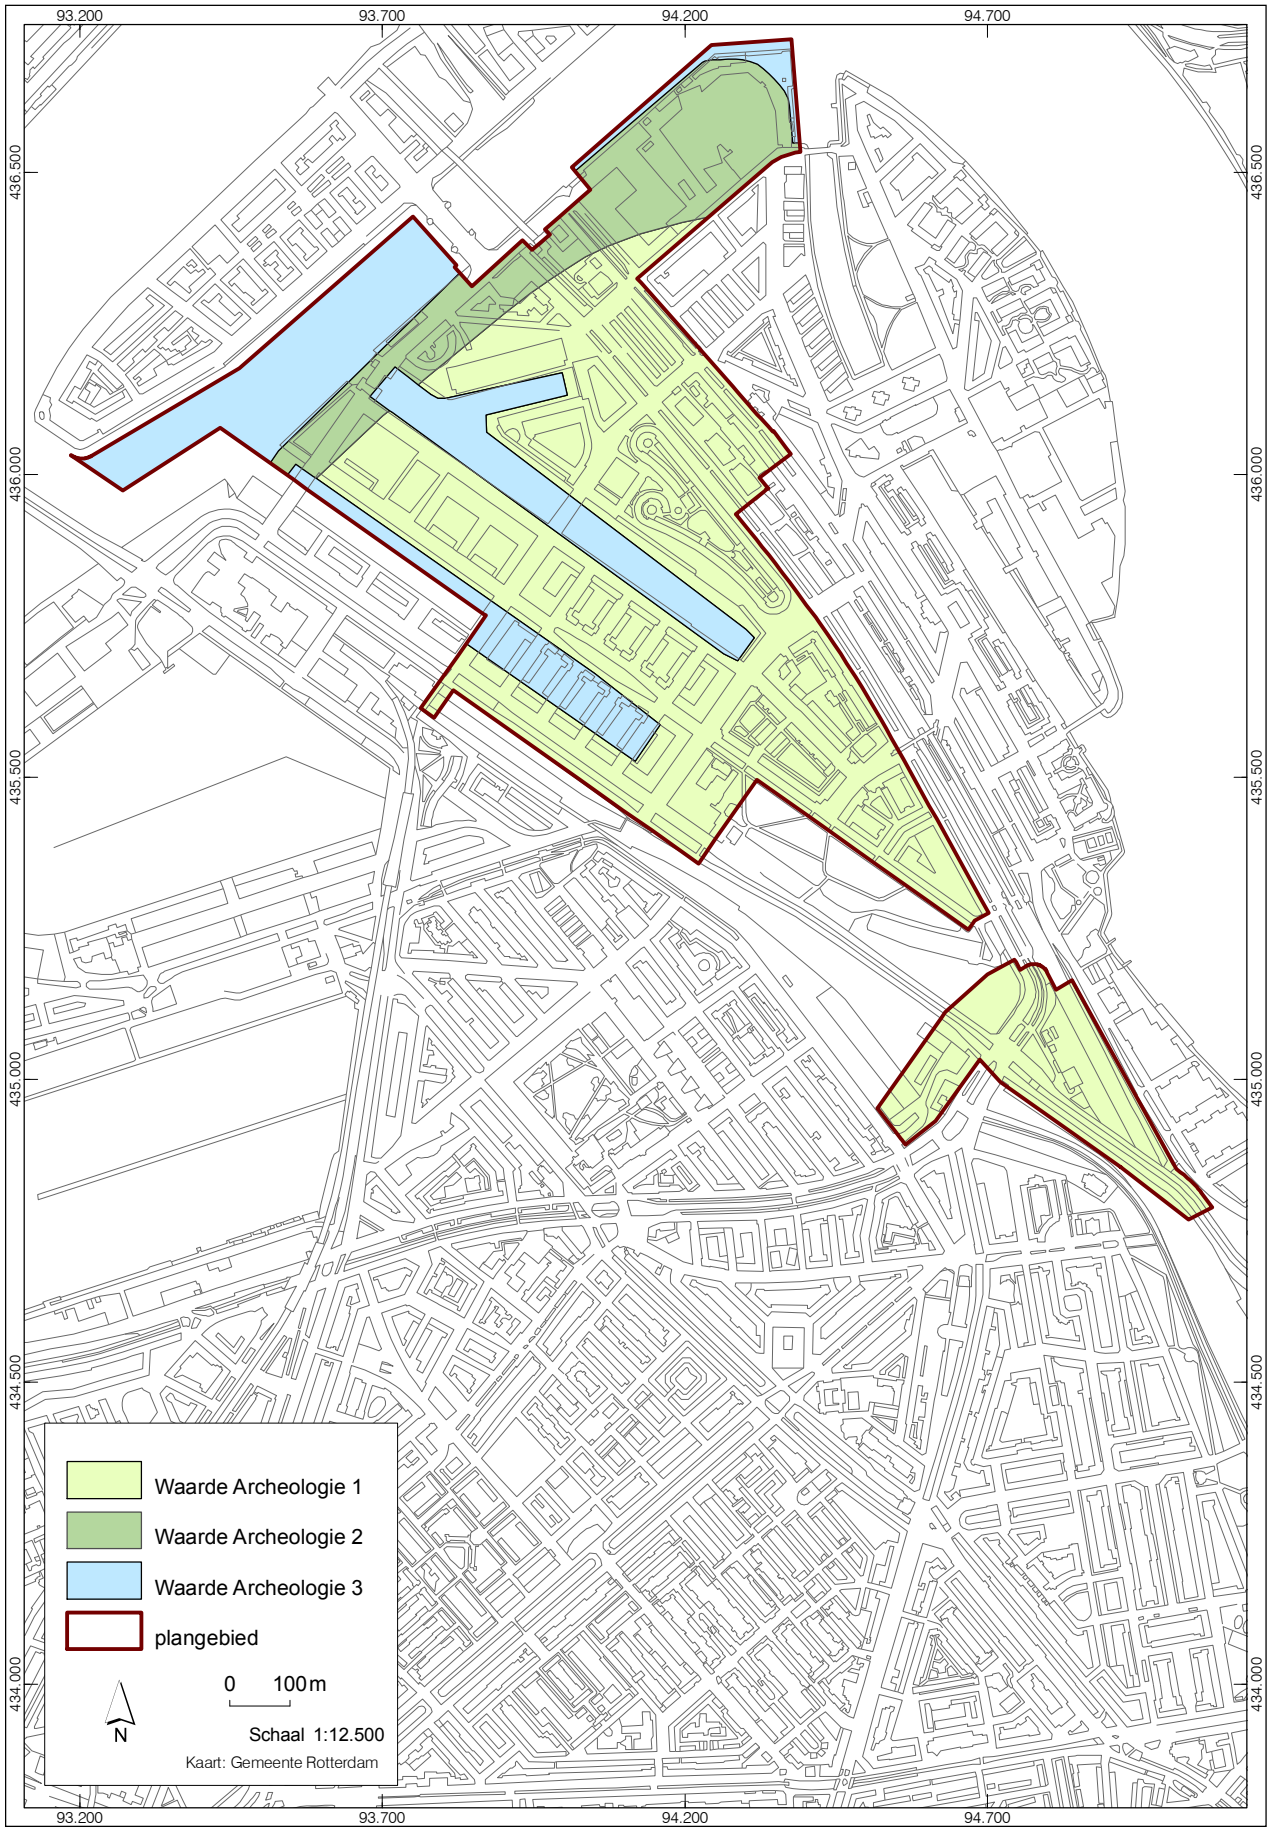 93.200 93.700 94.200 94.700
436.500 436.500
436.000 436.000
435.500 435.500
435.000 435.000
434.500 434.500
434.000 434.000
Waarde Archeologie 1
Waarde Archeologie 2
Waarde Archeologie 3
plangebied
0 100m
N
Schaal 1:12.500
Kaart: Gemeente Rotterdam
93.200 93.700 94.200 94.700